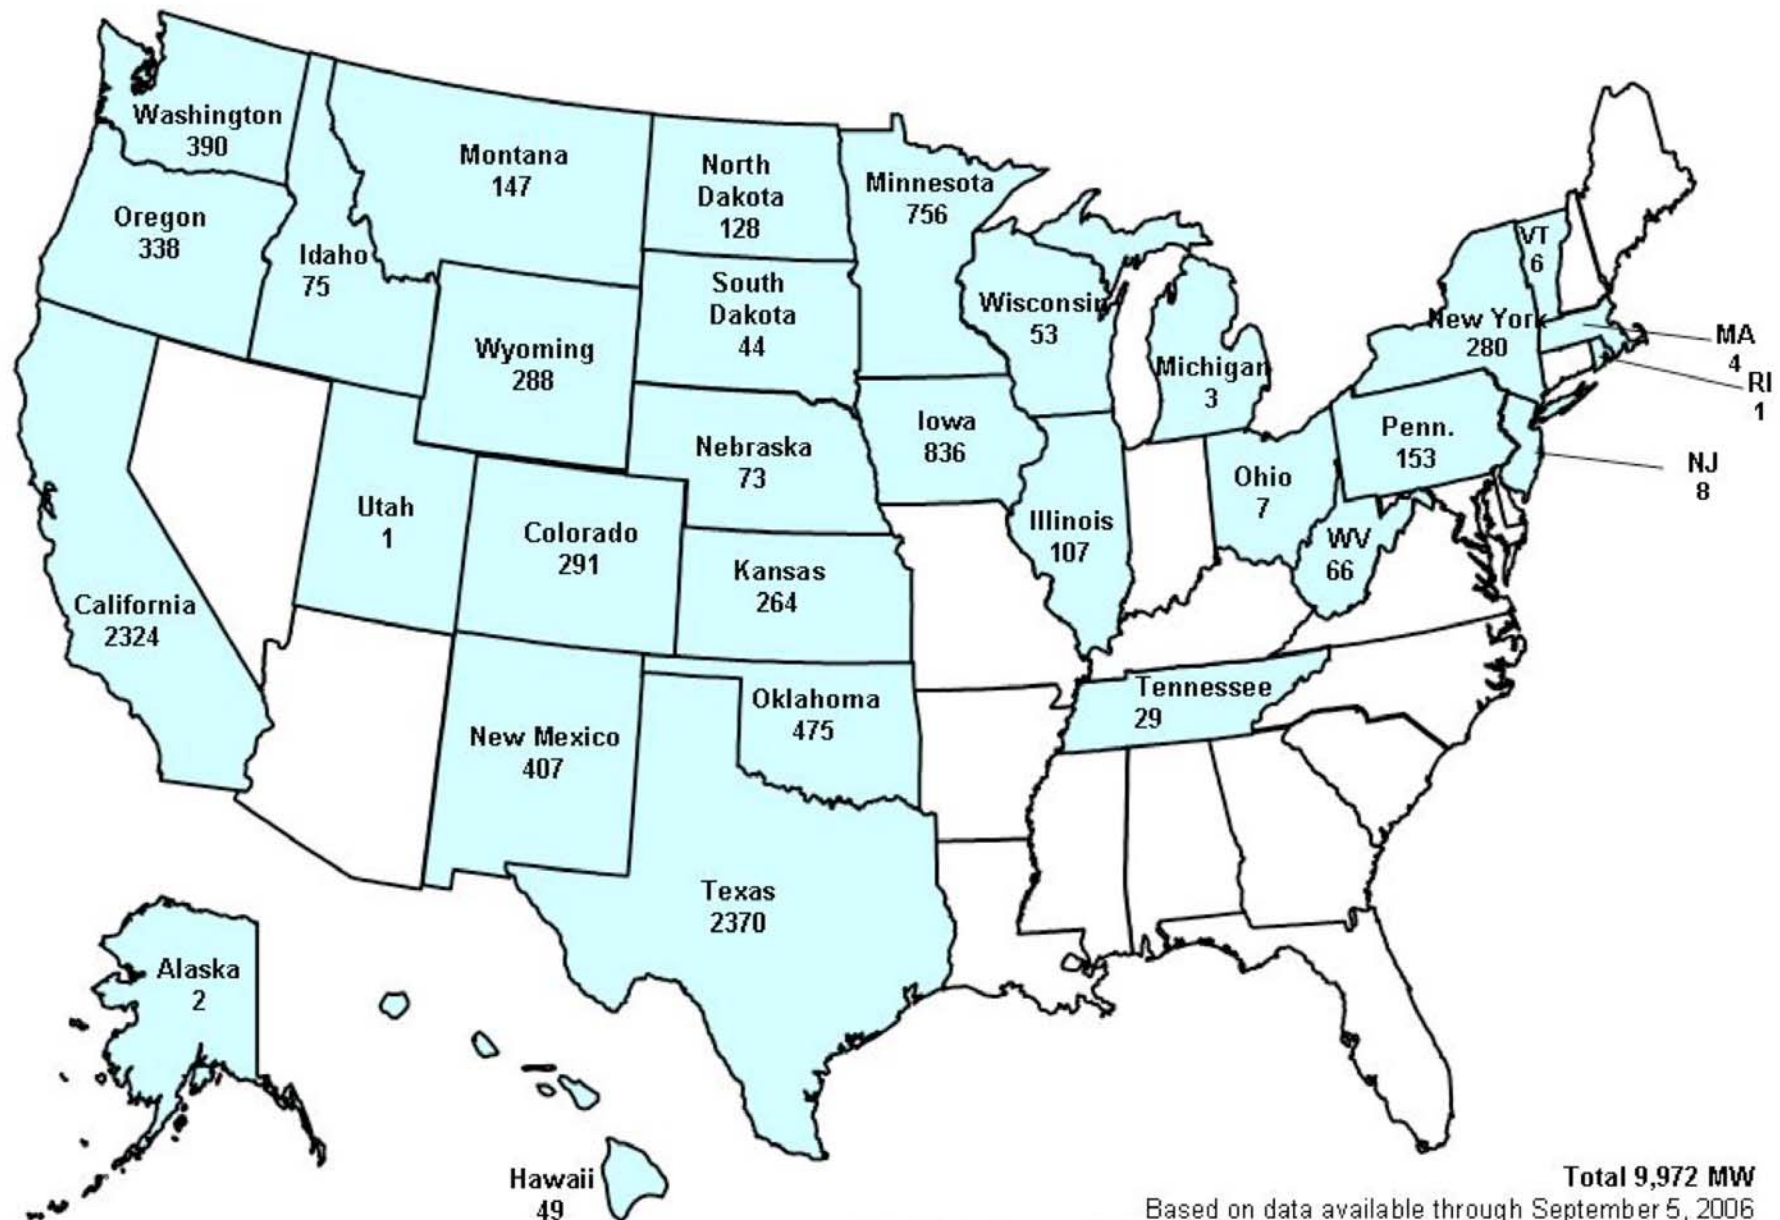 Washington
390
Montana
147
North
Dakota
128
Minnesota
756
Oregon
338
Idaho
75
South
Dakota
44
Wisconsin
53
VT
6
New York
280
MA
4
RI
1
Wyoming
288
Michigan
3
Iowa
836
Penn.
153
NJ
8
Nebraska
73
Ohio
7
Utah
1
Colorado
291
Illinois
107
WV
66
Kansas
264
California
2324
Tennessee
29
Oklahoma
475
New Mexico
407
Texas
2370
Alaska
2
Hawaii
49
Total 9,972 MW
Based on data available through September 5, 2006